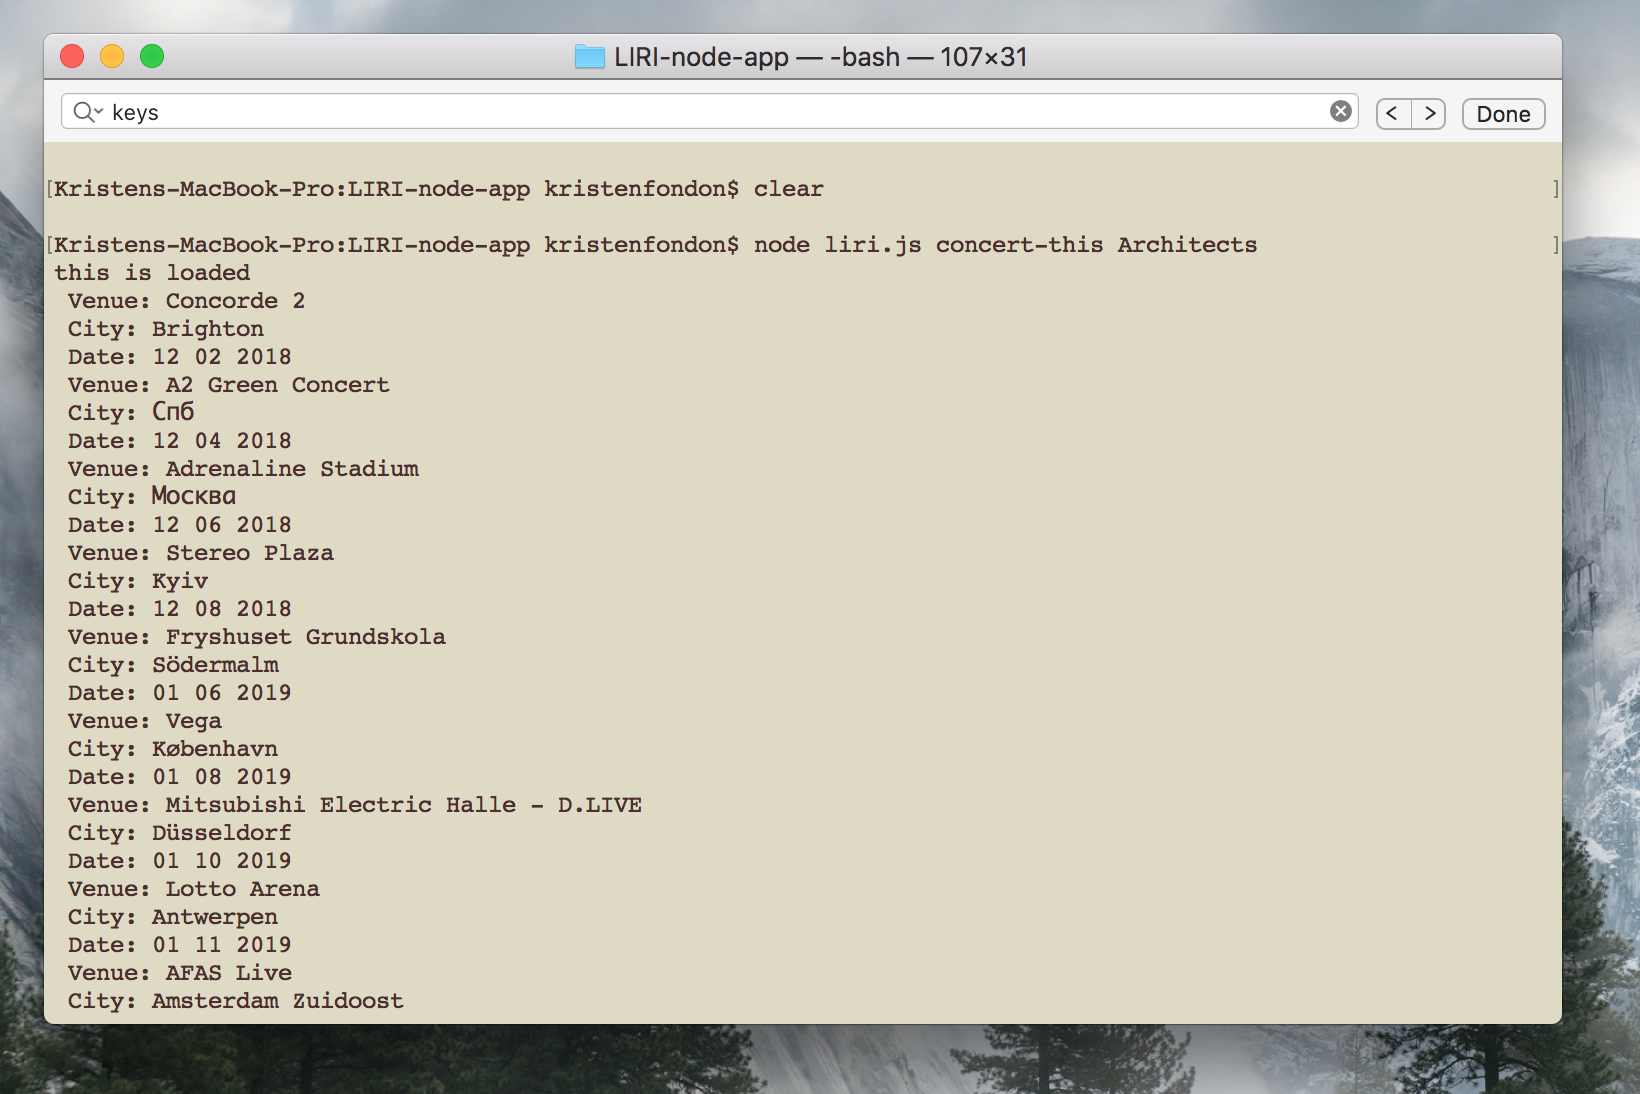 LIRI-node-app — -bash — 107×31
keys
< > Done
[Kristens-MacBook-Pro:LIRI-node-app kristenfondon$ clear ]
[Kristens-MacBook-Pro:LIRI-node-app kristenfondon$ node liri.js concert-this Architects ]
this is loaded
Venue: Concorde 2
City: Brighton
Date: 12 02 2018
Venue: A2 Green Concert
City: Спб
Date: 12 04 2018
Venue: Adrenaline Stadium
City: Москва
Date: 12 06 2018
Venue: Stereo Plaza
City: Kyiv
Date: 12 08 2018
Venue: Fryshuset Grundskola
City: Södermalm
Date: 01 06 2019
Venue: Vega
City: København
Date: 01 08 2019
Venue: Mitsubishi Electric Halle - D.LIVE
City: Düsseldorf
Date: 01 10 2019
Venue: Lotto Arena
City: Antwerpen
Date: 01 11 2019
Venue: AFAS Live
City: Amsterdam Zuidoost